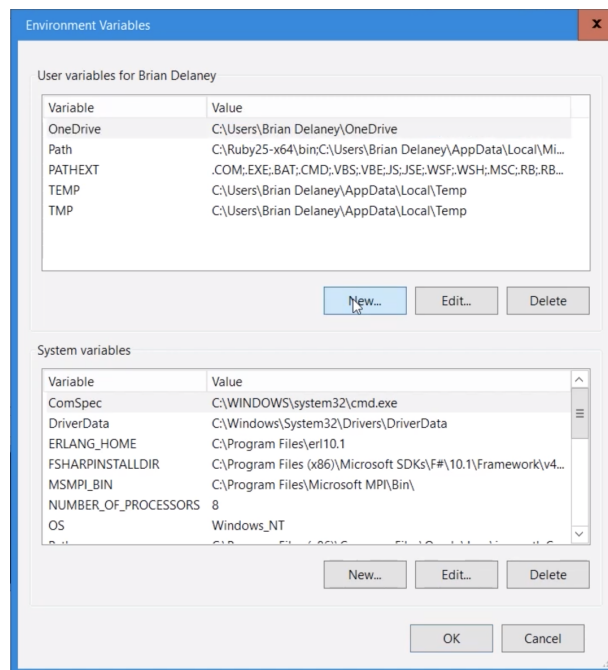 Environment Variables
x
User variables for Brian Delaney
Variable Value
OneDrive C:\Users\Brian Delaney\OneDrive
Path C:\Ruby25-x64\bin;C:\Users\Brian Delaney\AppData\Local\Mi...
PATHEXT .COM;.EXE;.BAT;.CMD;.VBS;.VBE;.JS;.JSE;.WSF;.WSH;.MSC;.RB;.RB...
TEMP C:\Users\Brian Delaney\AppData\Local\Temp
TMP C:\Users\Brian Delaney\AppData\Local\Temp
New... Edit... Delete
System variables
Variable Value
ComSpec C:\WINDOWS\system32\cmd.exe
DriverData C:\Windows\System32\Drivers\DriverData
ERLANG_HOME C:\Program Files\erl10.1
FSHARPINSTALLDIR C:\Program Files (x86)\Microsoft SDKs\F#\10.1\Framework\v4...
MSMPI_BIN C:\Program Files\Microsoft MPI\Bin\
NUMBER_OF_PROCESSORS 8
OS Windows_NT
New... Edit... Delete
OK Cancel